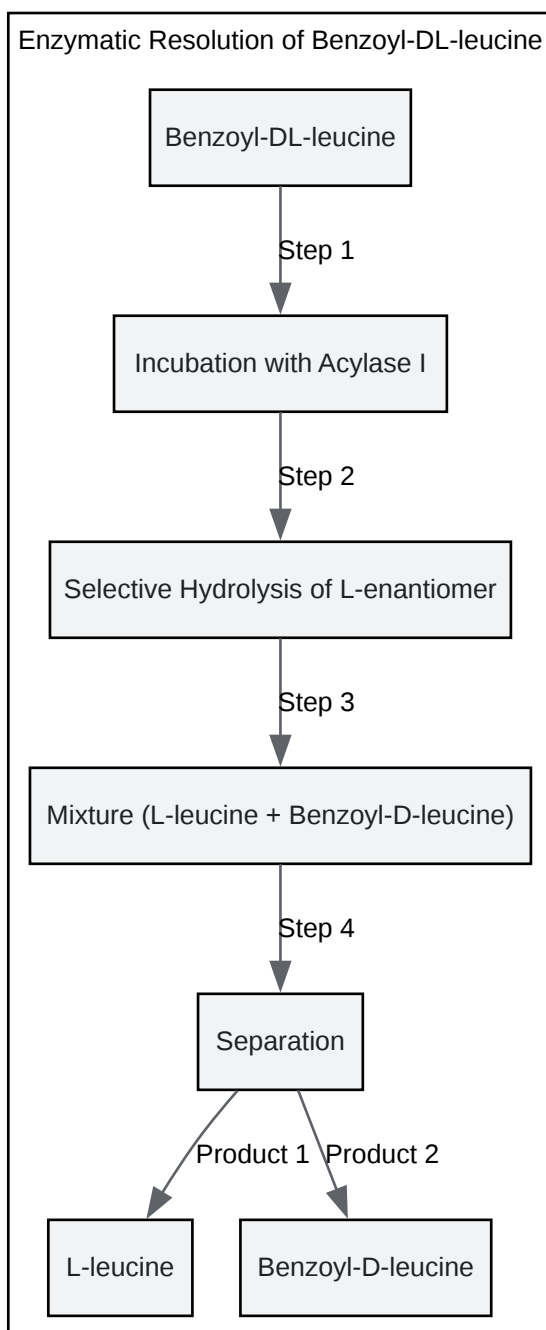 Enzymatic Resolution of Benzoyl-DL-leucine
Benzoyl-DL-leucine
Step 1
Incubation with Acylase I
Step 2
Selective Hydrolysis of L-enantiomer
Step 3
Mixture (L-leucine + Benzoyl-D-leucine)
Step 4
Separation
Product 1
Product 2
L-leucine
Benzoyl-D-leucine